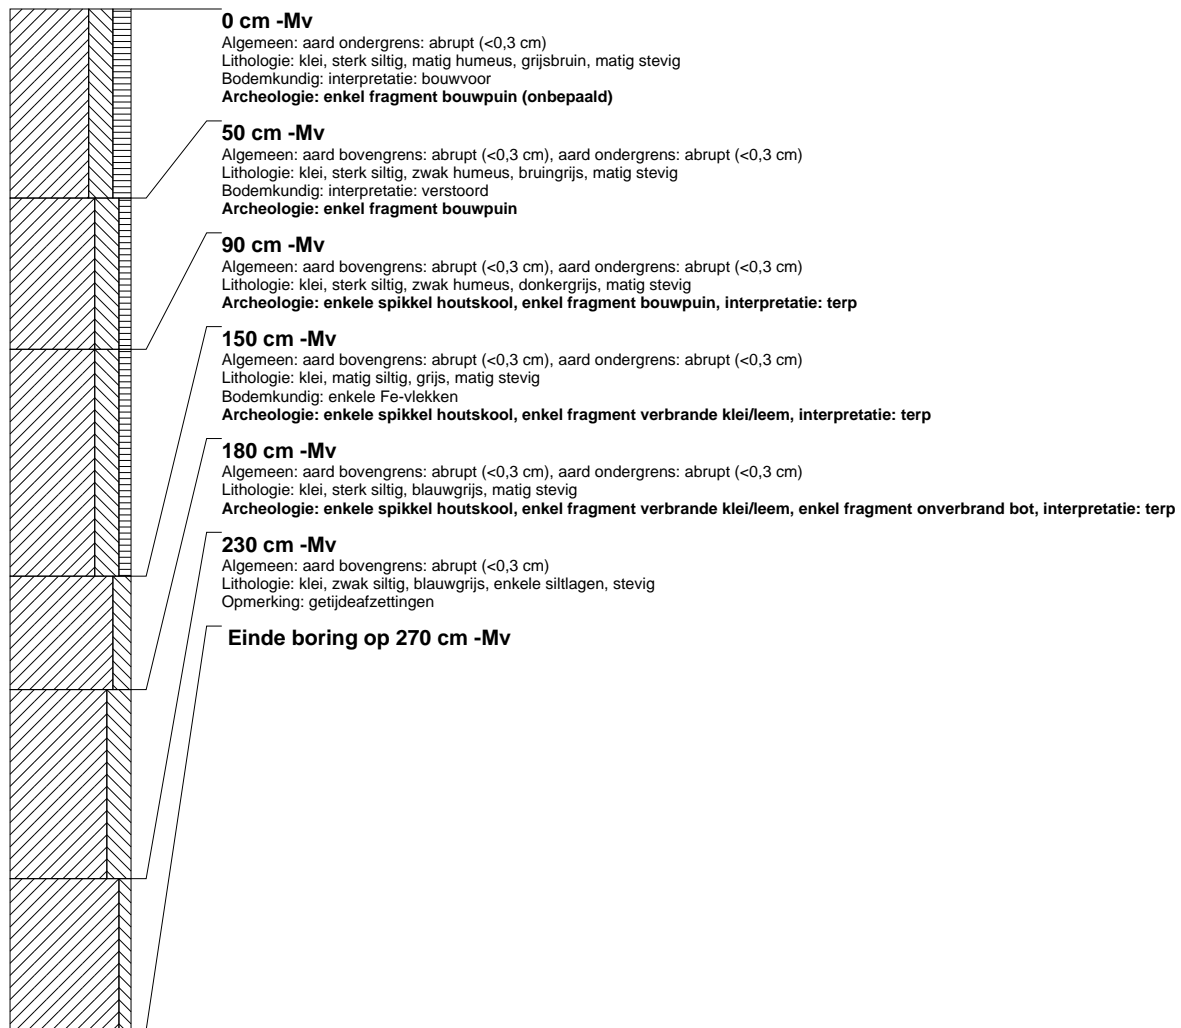 0 cm -Mv
Algemeen: aard ondergrens: abrupt (<0,3 cm)
Lithologie: klei, sterk siltig, matig humeus, grijsbruin, matig stevig
Bodemkundig: interpretatie: bouwvoor
Archeologie: enkel fragment bouwpuin (onbepaald)
50 cm -Mv
Algemeen: aard bovengrens: abrupt (<0,3 cm), aard ondergrens: abrupt (<0,3 cm)
Lithologie: klei, sterk siltig, zwak humeus, bruingrijs, matig stevig
Bodemkundig: interpretatie: verstoord
Archeologie: enkel fragment bouwpuin
90 cm -Mv
Algemeen: aard bovengrens: abrupt (<0,3 cm), aard ondergrens: abrupt (<0,3 cm)
Lithologie: klei, sterk siltig, zwak humeus, donkergrijs, matig stevig
Archeologie: enkele spikkel houtskool, enkel fragment bouwpuin, interpretatie: terp
150 cm -Mv
Algemeen: aard bovengrens: abrupt (<0,3 cm), aard ondergrens: abrupt (<0,3 cm)
Lithologie: klei, matig siltig, grijs, matig stevig
Bodemkundig: enkele Fe-vlekken
Archeologie: enkele spikkel houtskool, enkel fragment verbrande klei/leem, interpretatie: terp
180 cm -Mv
Algemeen: aard bovengrens: abrupt (<0,3 cm), aard ondergrens: abrupt (<0,3 cm)
Lithologie: klei, sterk siltig, blauwgrijs, matig stevig
Archeologie: enkele spikkel houtskool, enkel fragment verbrande klei/leem, enkel fragment onverbrand bot, interpretatie: terp
230 cm -Mv
Algemeen: aard bovengrens: abrupt (<0,3 cm)
Lithologie: klei, zwak siltig, blauwgrijs, enkele siltlagen, stevig
Opmerking: getijdeafzettingen
Einde boring op 270 cm -Mv